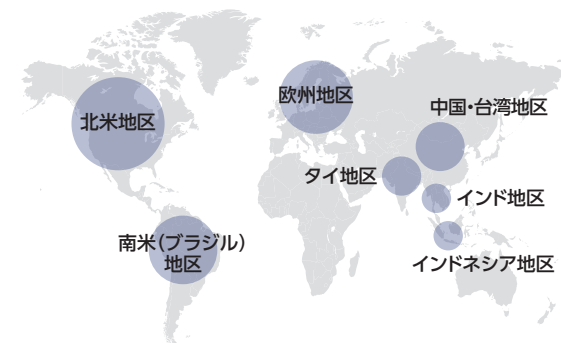 北米地区
欧州地区
中国・台湾地区
タイ地区
インド地区
南米（ブラジル）
地区
インドネシア地区